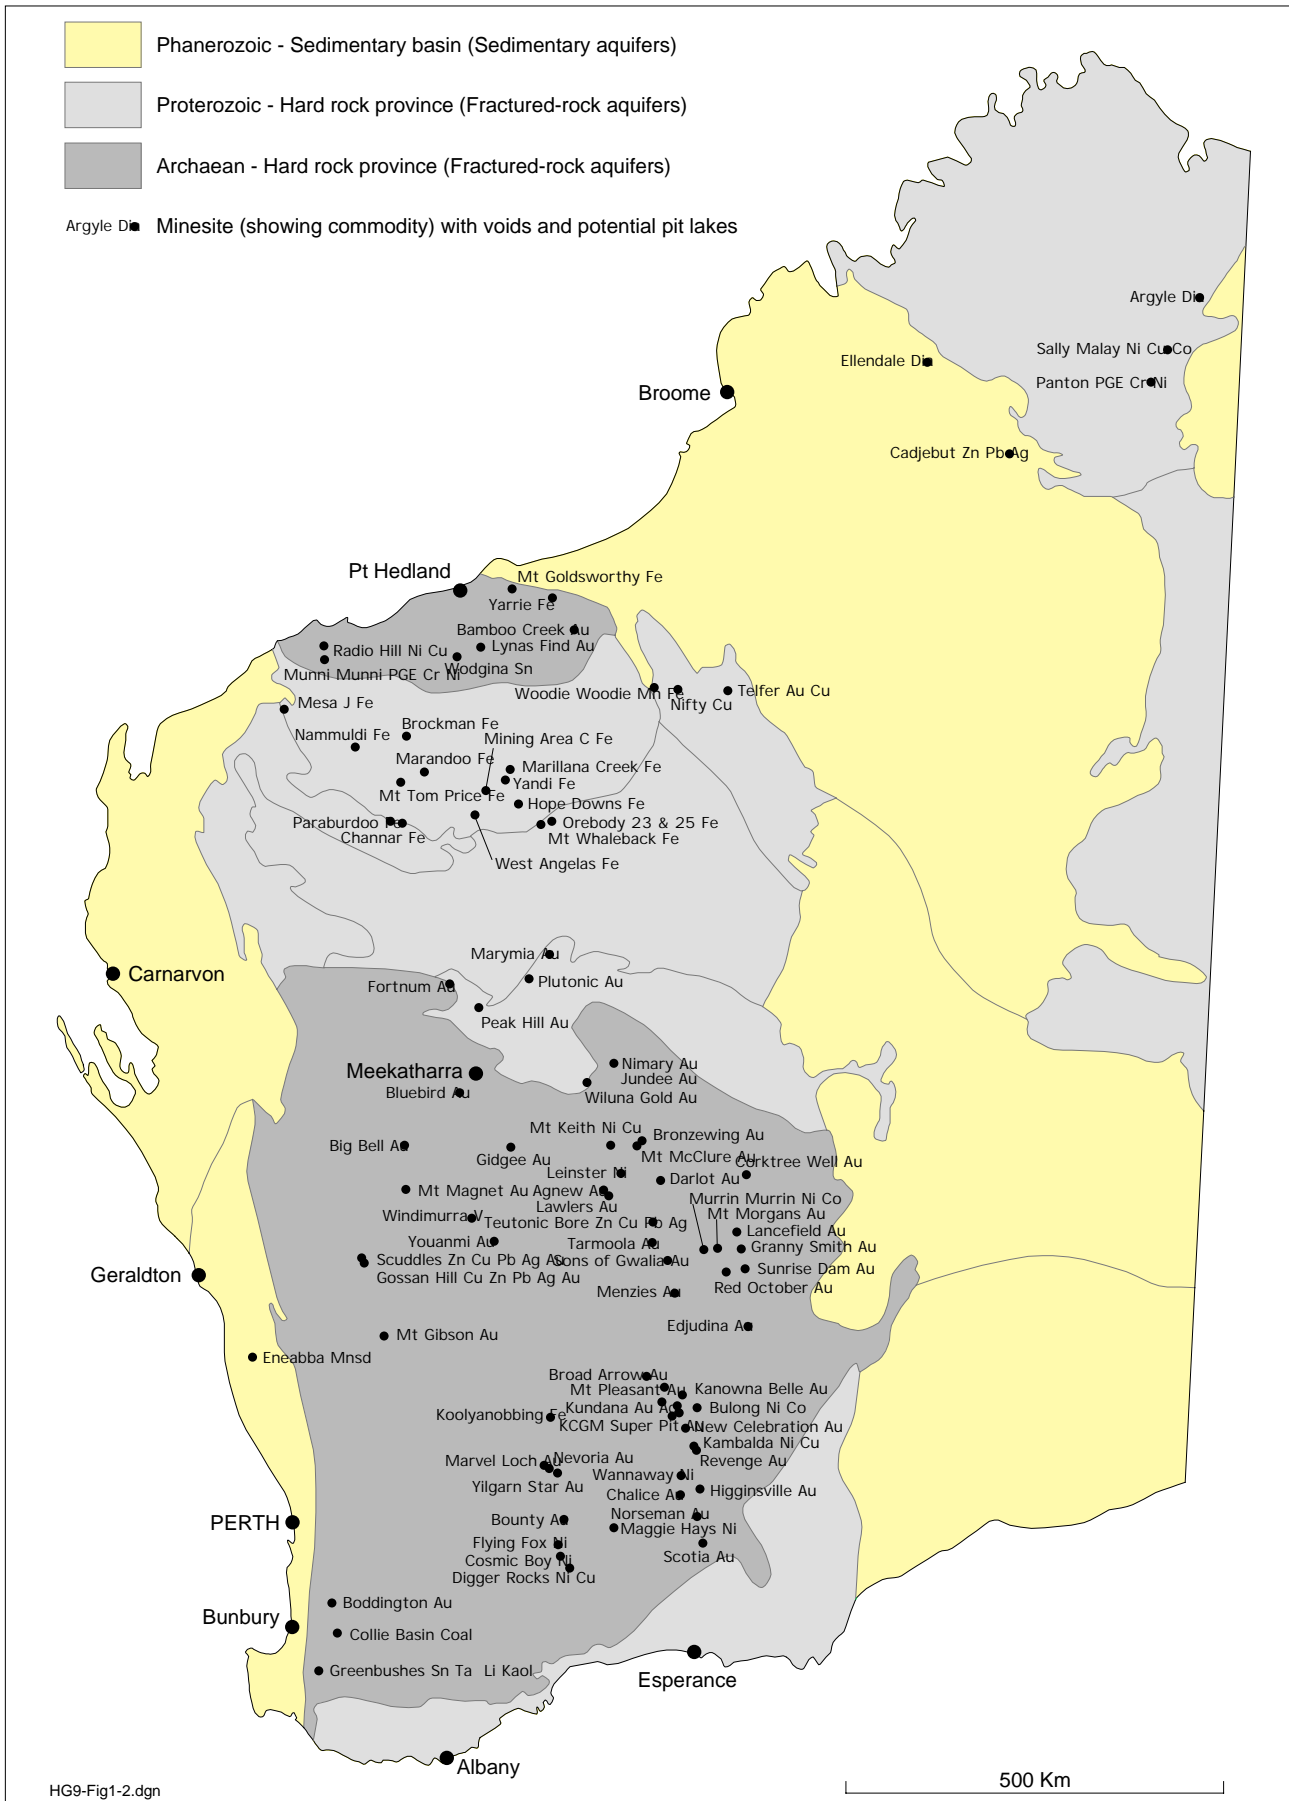 Phanerozoic - Sedimentary basin (Sedimentary aquifers)
Proterozoic - Hard rock province (Fractured-rock aquifers)
Archaean - Hard rock province (Fractured-rock aquifers)
Argyle Dia Minesite (showing commodity) with voids and potential pit lakes
Argyle Dia
Sally Malay Ni Cu Co
Ellendale Dia
Panton PGE Cr Ni
Broome
Cadjebut Zn Pb Ag
Pt Hedland
Mt Goldsworthy Fe
Yarrie Fe
Bamboo Creek Au
Lynas Find Au
Radio Hill Ni Cu
Wodgina Sn
Munni Munni PGE Cr Ni
Woodie Woodie Mn Fe
Telfer Au Cu
Nifty Cu
Mesa J Fe
Brockman Fe
Nammuldi Fe
Mining Area C Fe
Marandoo Fe
Marillana Creek Fe
Yandi Fe
Mt Tom Price Fe
Hope Downs Fe
Paraburdoo Fe
Orebody 23 & 25 Fe
Channar Fe
Mt Whaleback Fe
West Angelas Fe
Marymia Au
Carnarvon
Plutonic Au
Fortnum Au
Peak Hill Au
Meekatharra
Nimary Au
Jundee Au
Bluebird Au
Wiluna Gold Au
Mt Keith Ni Cu
Bronzewing Au
Big Bell Au
Gidgee Au
Mt McClure Au
Corktree Well Au
Leinster Ni
Darlot Au
Mt Magnet Au
Agnew Au
Murrin Murrin Ni Co
Lawlers Au
Mt Morgans Au
Windimurra V
Teutonic Bore Zn Cu Pb Ag
Lancefield Au
Youanmi Au
Tarmoola Au
Granny Smith Au
Scuddles Zn Cu Pb Ag Au
Sons of Gwalia Au
Sunrise Dam Au
Geraldton
Gossan Hill Cu Zn Pb Ag Au
Red October Au
Menzies Au
Edjudina Au
Mt Gibson Au
Eneabba Mnsd
Broad Arrow Au
Mt Pleasant Au
Kanowna Belle Au
Kundana Au Ag
Bulong Ni Co
Koolyanobbing Fe
KCGM Super Pit Au
New Celebration Au
Kambalda Ni Cu
Marvel Loch Au
Nevoria Au
Revenge Au
Wannaway Ni
Yilgarn Star Au
Chalice Au
Higginsville Au
Norseman Au
PERTH
Bounty Au
Maggie Hays Ni
Flying Fox Ni
Scotia Au
Cosmic Boy Ni
Digger Rocks Ni Cu
Boddington Au
Bunbury
Collie Basin Coal
Greenbushes Sn Ta Li Kaol
Esperance
Albany
500 Km
HG9-Fig1-2.dgn